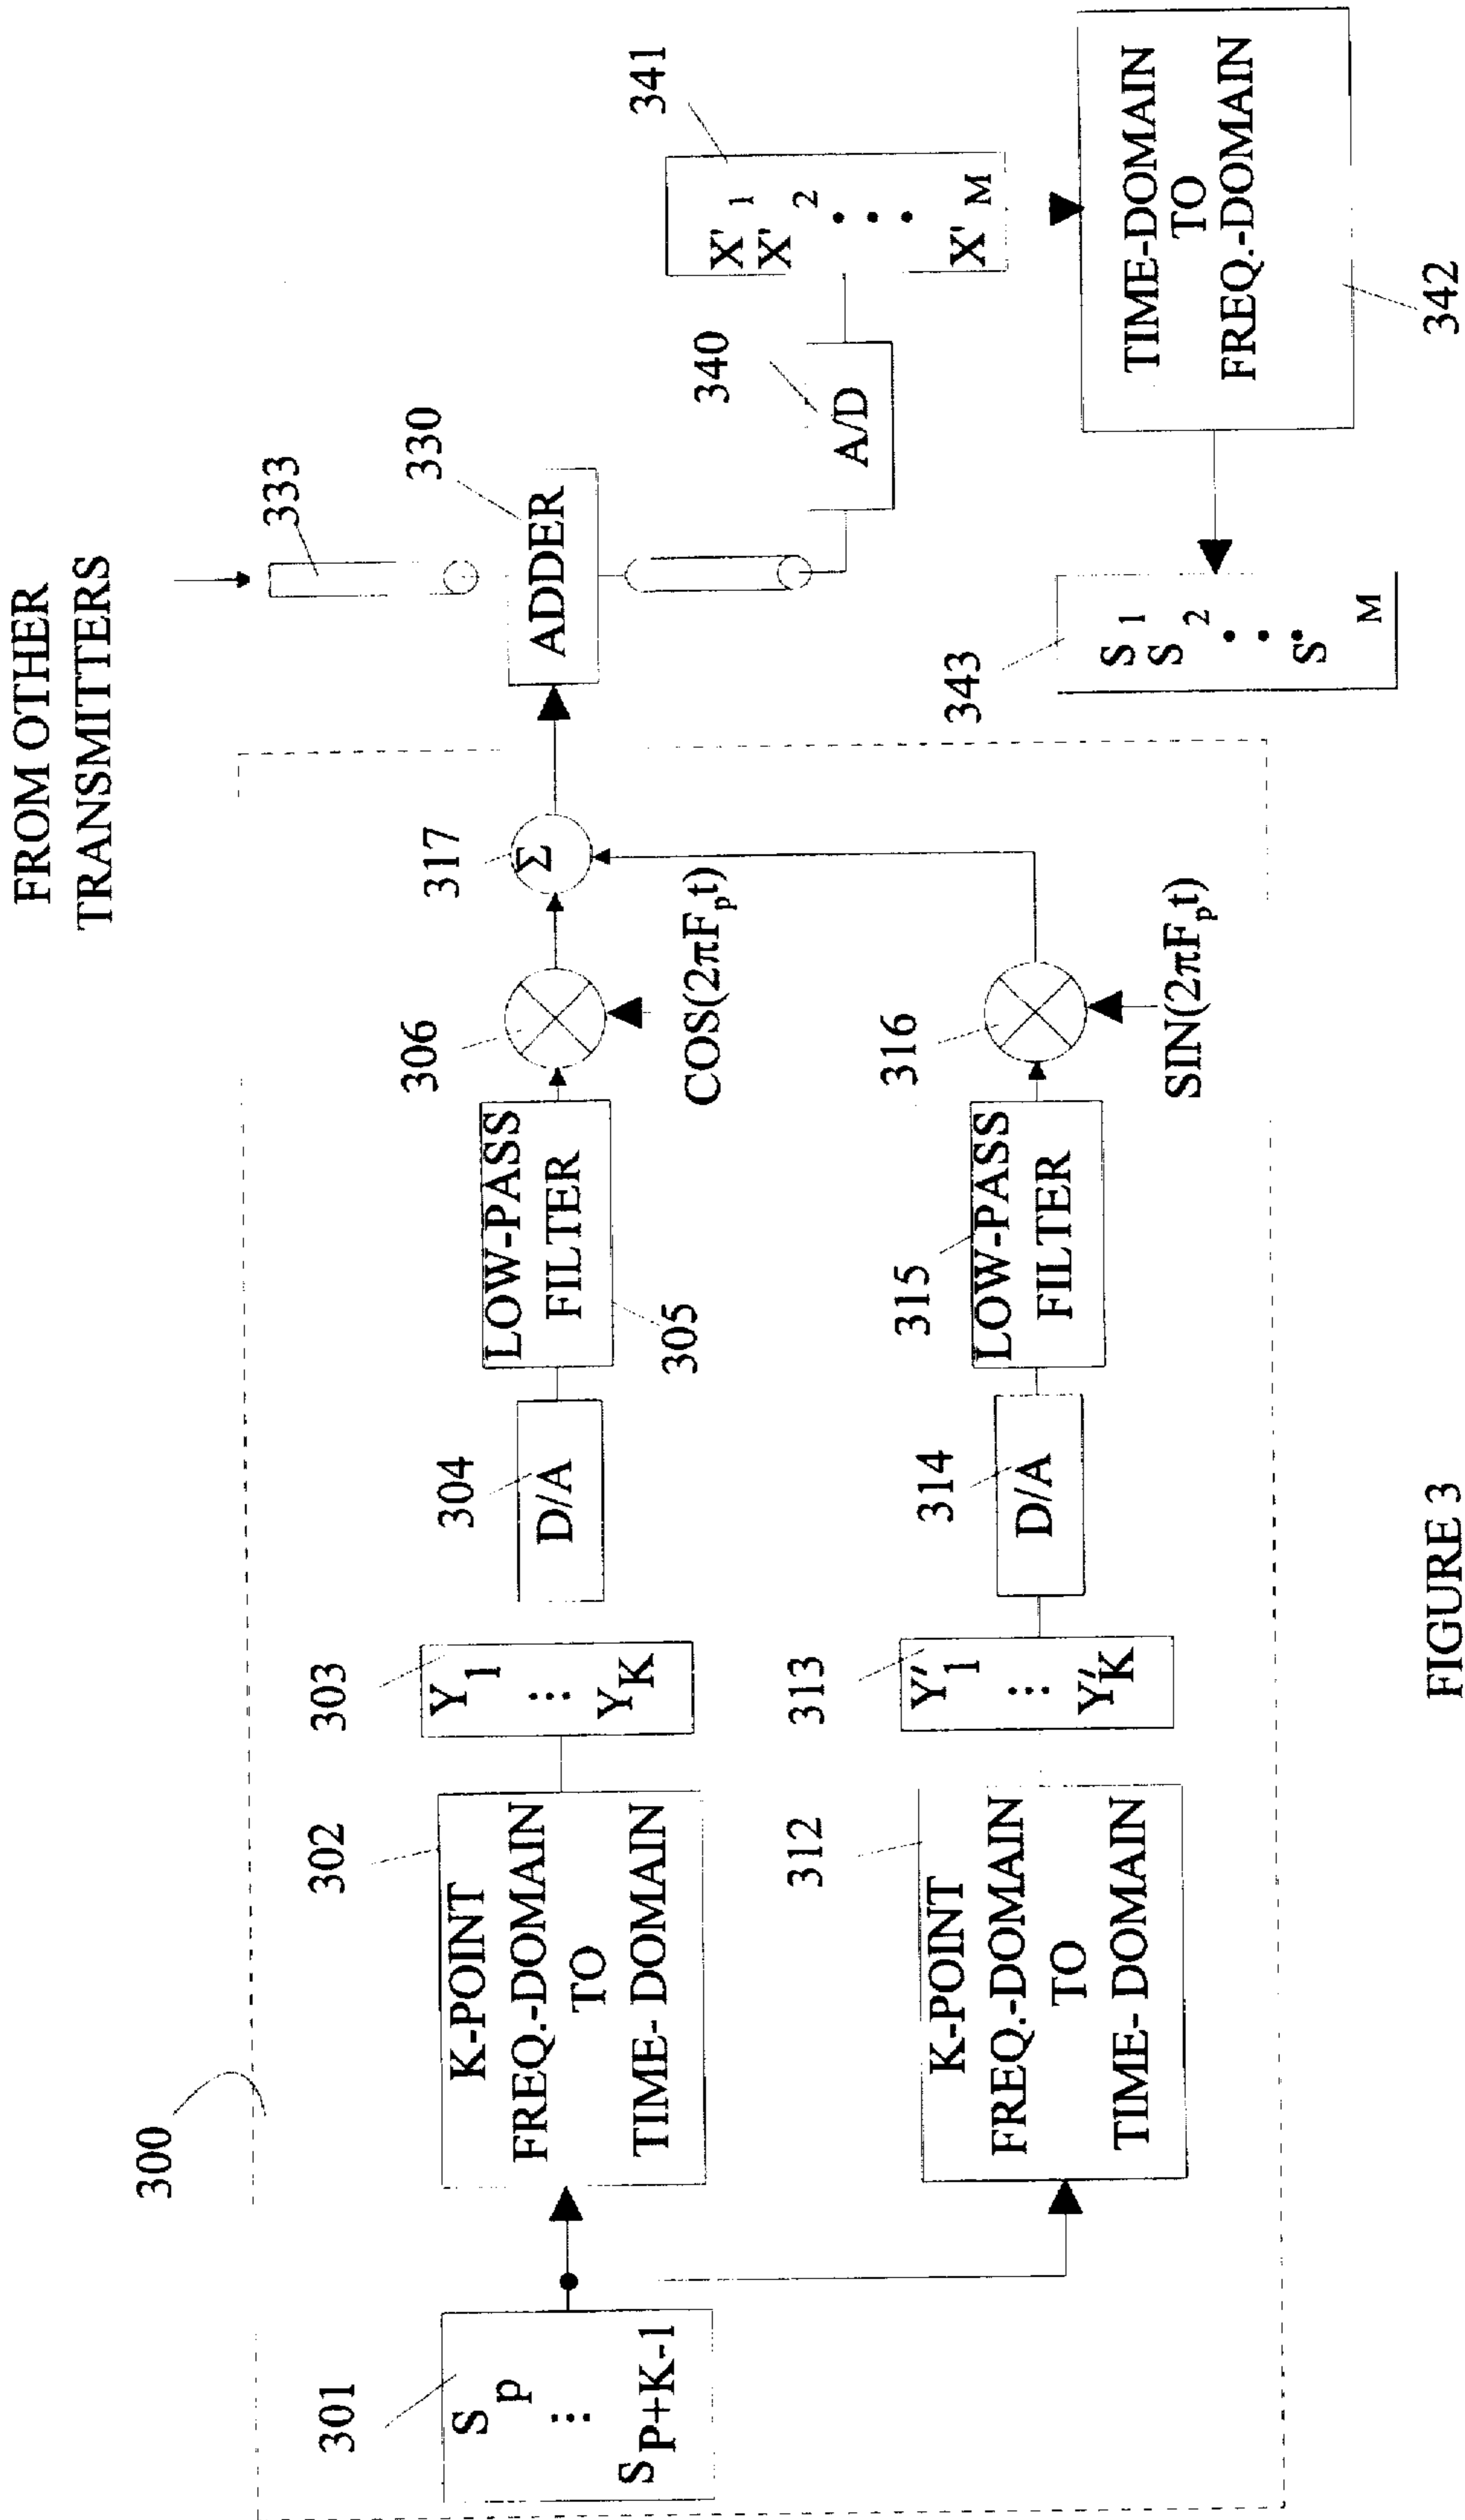 FROM OTHER
TRANSMITTERS
333
330
ADDER
340
A/D
341
X'1
X'2
X'M
TIME-DOMAIN
TO
FREQ.-DOMAIN
342
343
S1
S2
S'M
300
301
SP
SP+K-1
302
K-POINT
FREQ.-DOMAIN
TO
TIME- DOMAIN
303
Y1
YK
304
D/A
LOW-PASS
FILTER
305
306
COS(2πFpt)
317
Σ
312
K-POINT
FREQ.-DOMAIN
TO
TIME- DOMAIN
313
Y'1
Y'K
314
D/A
315
LOW-PASS
FILTER
316
SIN(2πFpt)
FIGURE 3